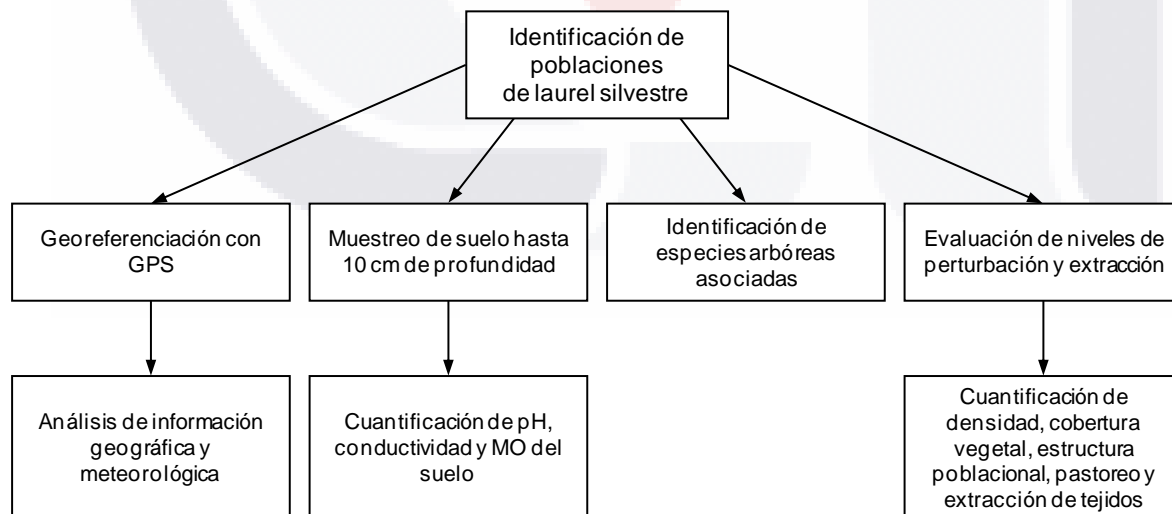 Identificación de
poblaciones
de laurel silvestre
Georeferenciación con
GPS
Muestreo de suelo hasta
10 cm de profundidad
Identificación de
especies arbóreas
asociadas
Evaluación de niveles de
perturbación y extracción
Análisis de información
geográfica y
meteorológica
Cuantificación de pH,
conductividad y MO del
suelo
Cuantificación de
densidad, cobertura
vegetal, estructura
poblacional, pastoreo y
extracción de tejidos